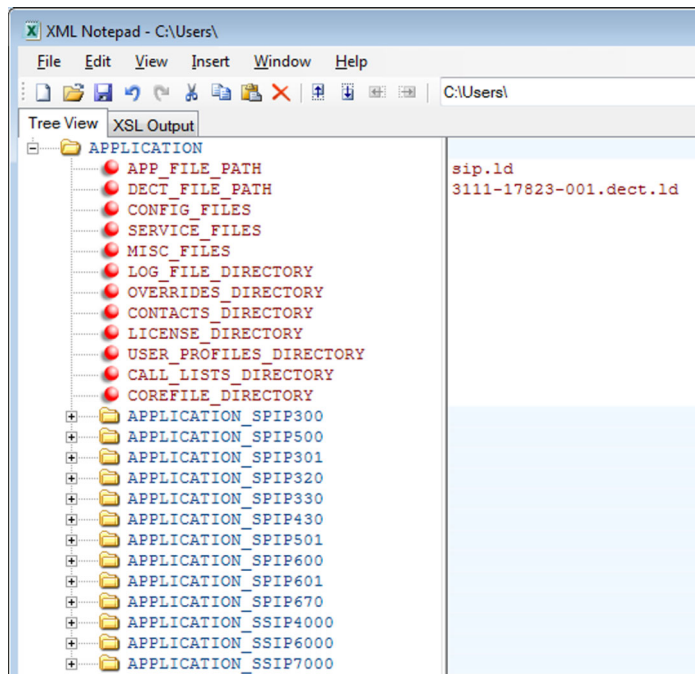 XML Notepad - C:\Users\
File Edit View Insert Window Help
C:\Users\
Tree View XSL Output
APPLICATION
APP_FILE_PATH sip.ld
DECT_FILE_PATH 3111-17823-001.dect.ld
CONFIG_FILES
SERVICE_FILES
MISC_FILES
LOG_FILE_DIRECTORY
OVERRIDES_DIRECTORY
CONTACTS_DIRECTORY
LICENSE_DIRECTORY
USER_PROFILES_DIRECTORY
CALL_LISTS_DIRECTORY
COREFILE_DIRECTORY
APPLICATION_SPIP300
APPLICATION_SPIP500
APPLICATION_SPIP301
APPLICATION_SPIP320
APPLICATION_SPIP330
APPLICATION_SPIP430
APPLICATION_SPIP501
APPLICATION_SPIP600
APPLICATION_SPIP601
APPLICATION_SPIP670
APPLICATION_SSIP4000
APPLICATION_SSIP6000
APPLICATION_SSIP7000